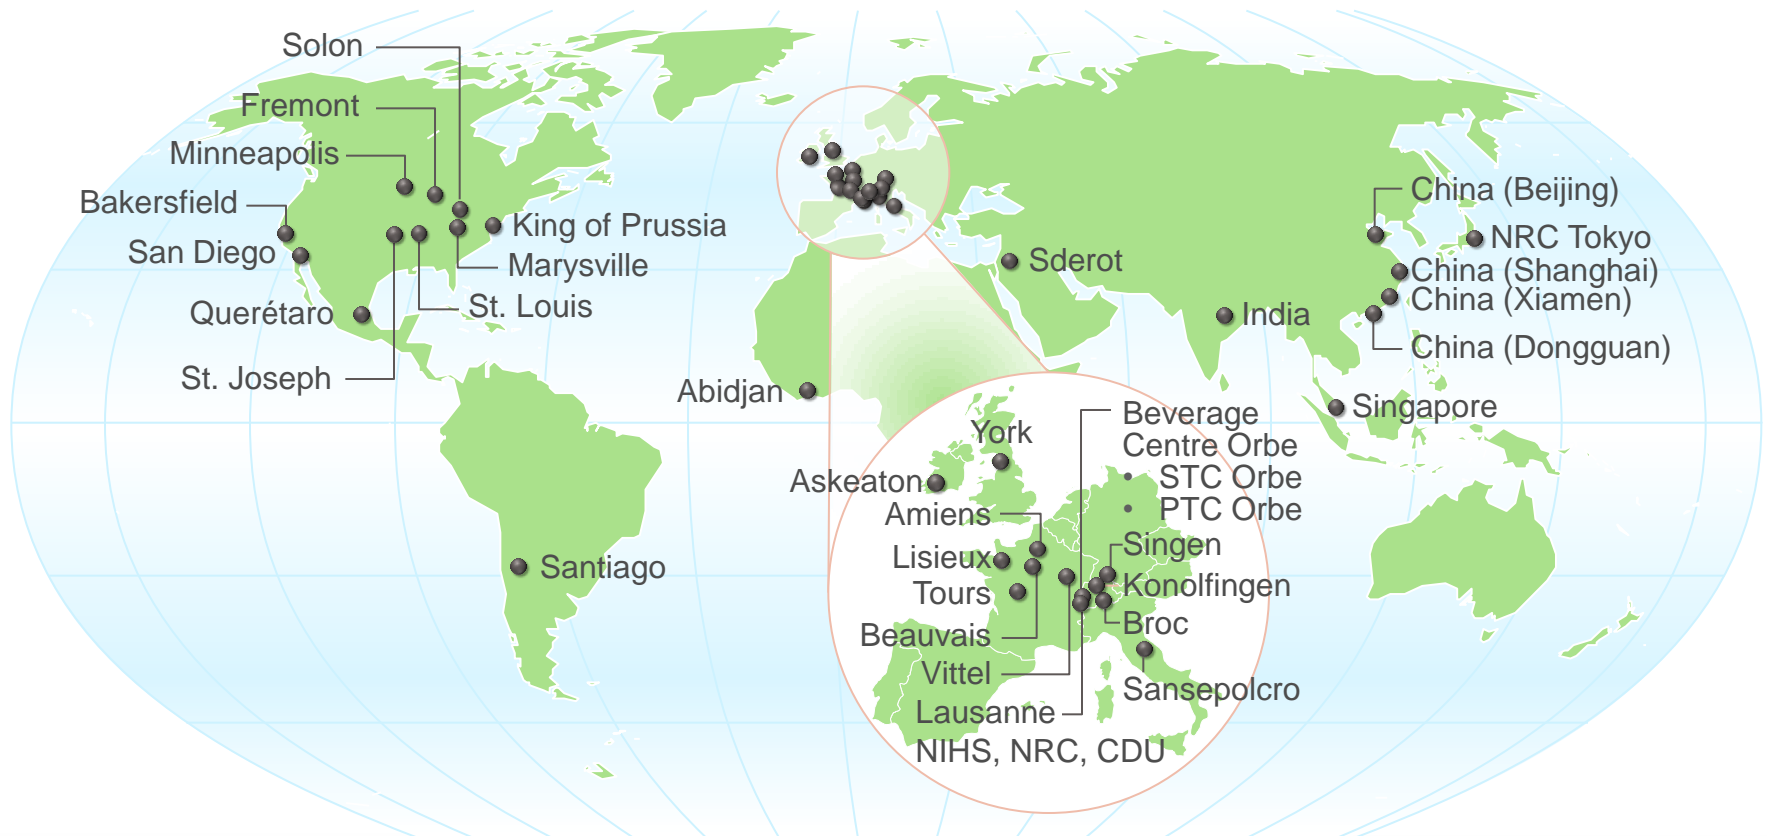 Solon
Fremont
Minneapolis
Bakersfield
San Diego
King of Prussia
Marysville
Querétaro
St. Louis
St. Joseph
Santiago
Abidjan
Sderot
India
China (Beijing)
NRC Tokyo
China (Shanghai)
China (Xiamen)
China (Dongguan)
Singapore
York
Askeaton
Amiens
Lisieux
Tours
Beauvais
Vittel
Lausanne
NIHS, NRC, CDU
Beverage
Centre Orbe
• STC Orbe
• PTC Orbe
Singen
Konolfingen
Broc
Sansepolcro